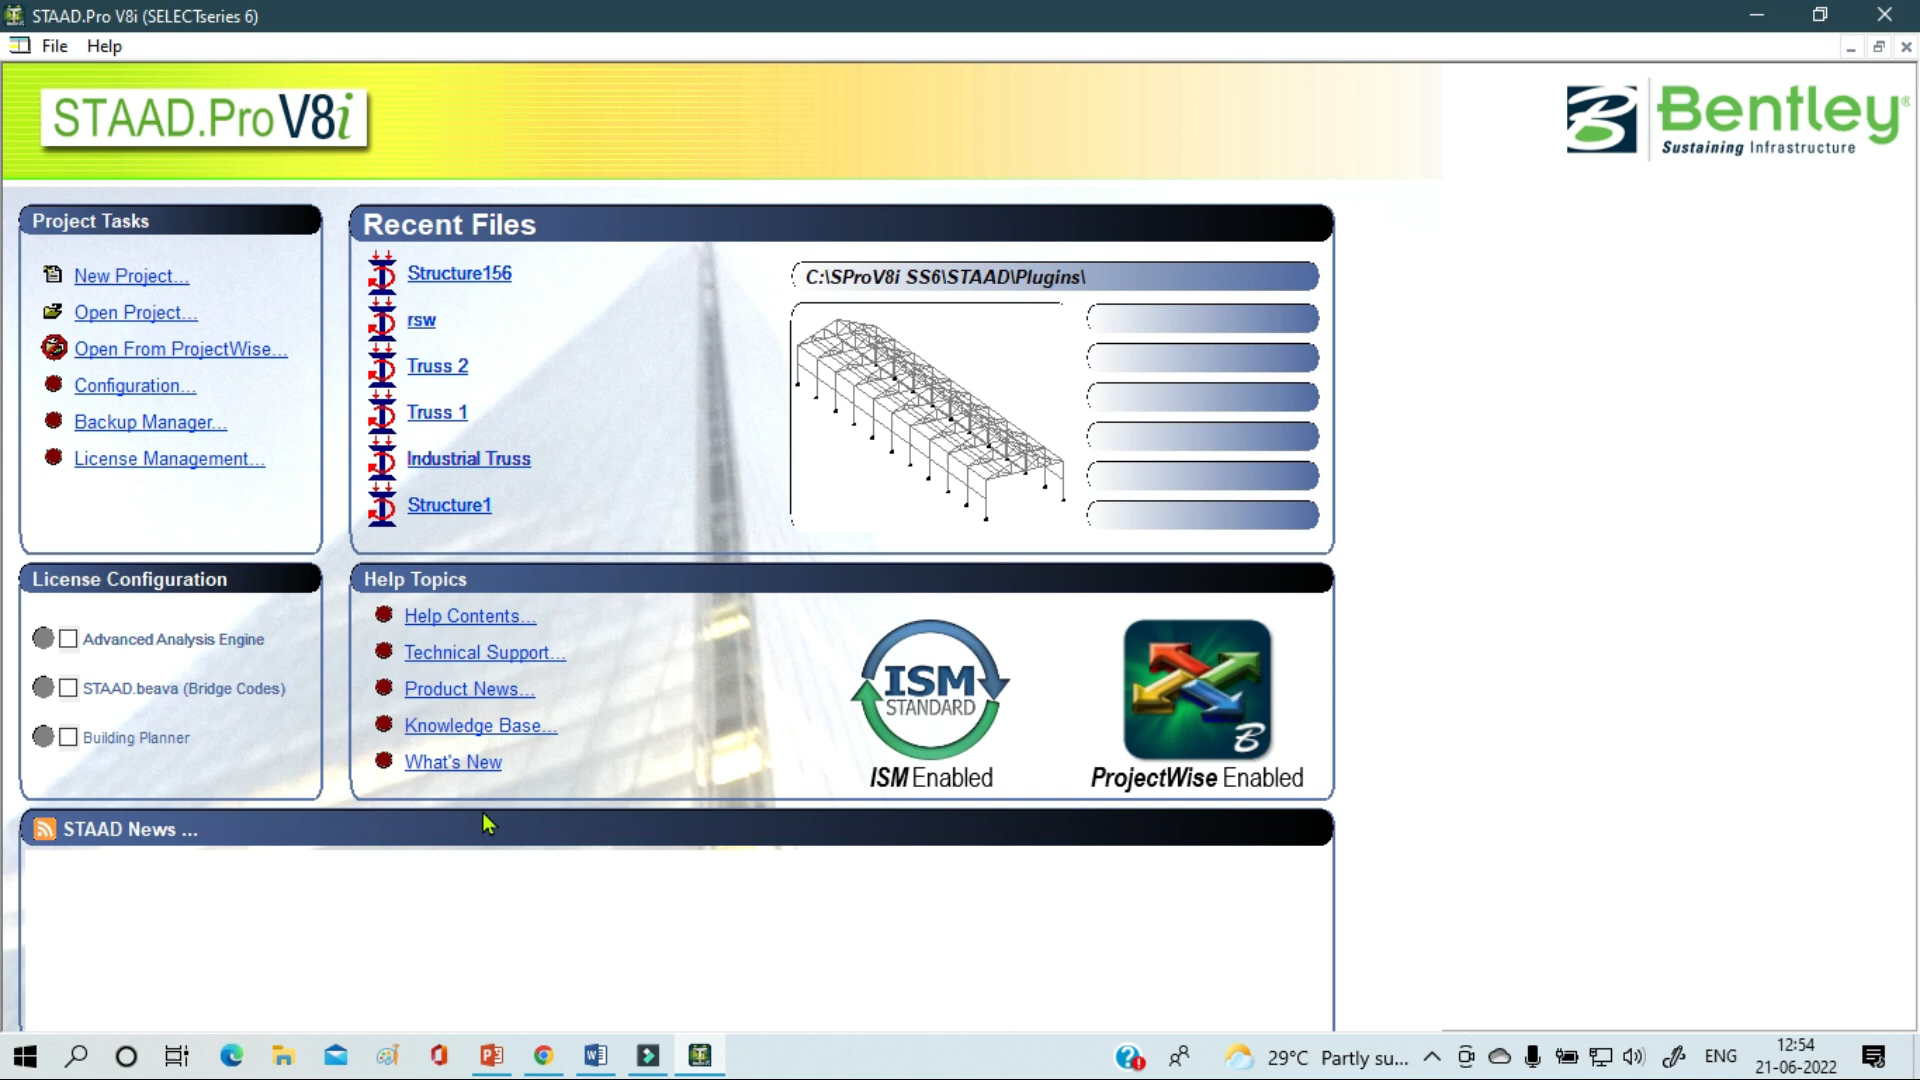 STAAD.Pro V8i (SELECTseries 6)
File Help
STAAD.Pro V8i
Bentley®
Sustaining Infrastructure
Project Tasks
New Project...
Open Project...
Open From ProjectWise...
Configuration...
Backup Manager...
License Management...
Recent Files
Structure156
rsw
Truss 2
Truss 1
Industrial Truss
Structure1
C:\SProV8i SS6\STAAD\Plugins\
License Configuration
Advanced Analysis Engine
STAAD.beava (Bridge Codes)
Building Planner
Help Topics
Help Contents...
Technical Support...
Product News...
Knowledge Base...
What's New
ISM
STANDARD
ISM Enabled
B
ProjectWise Enabled
STAAD News ...
29°C Partly su... ENG
12:54
21-06-2022